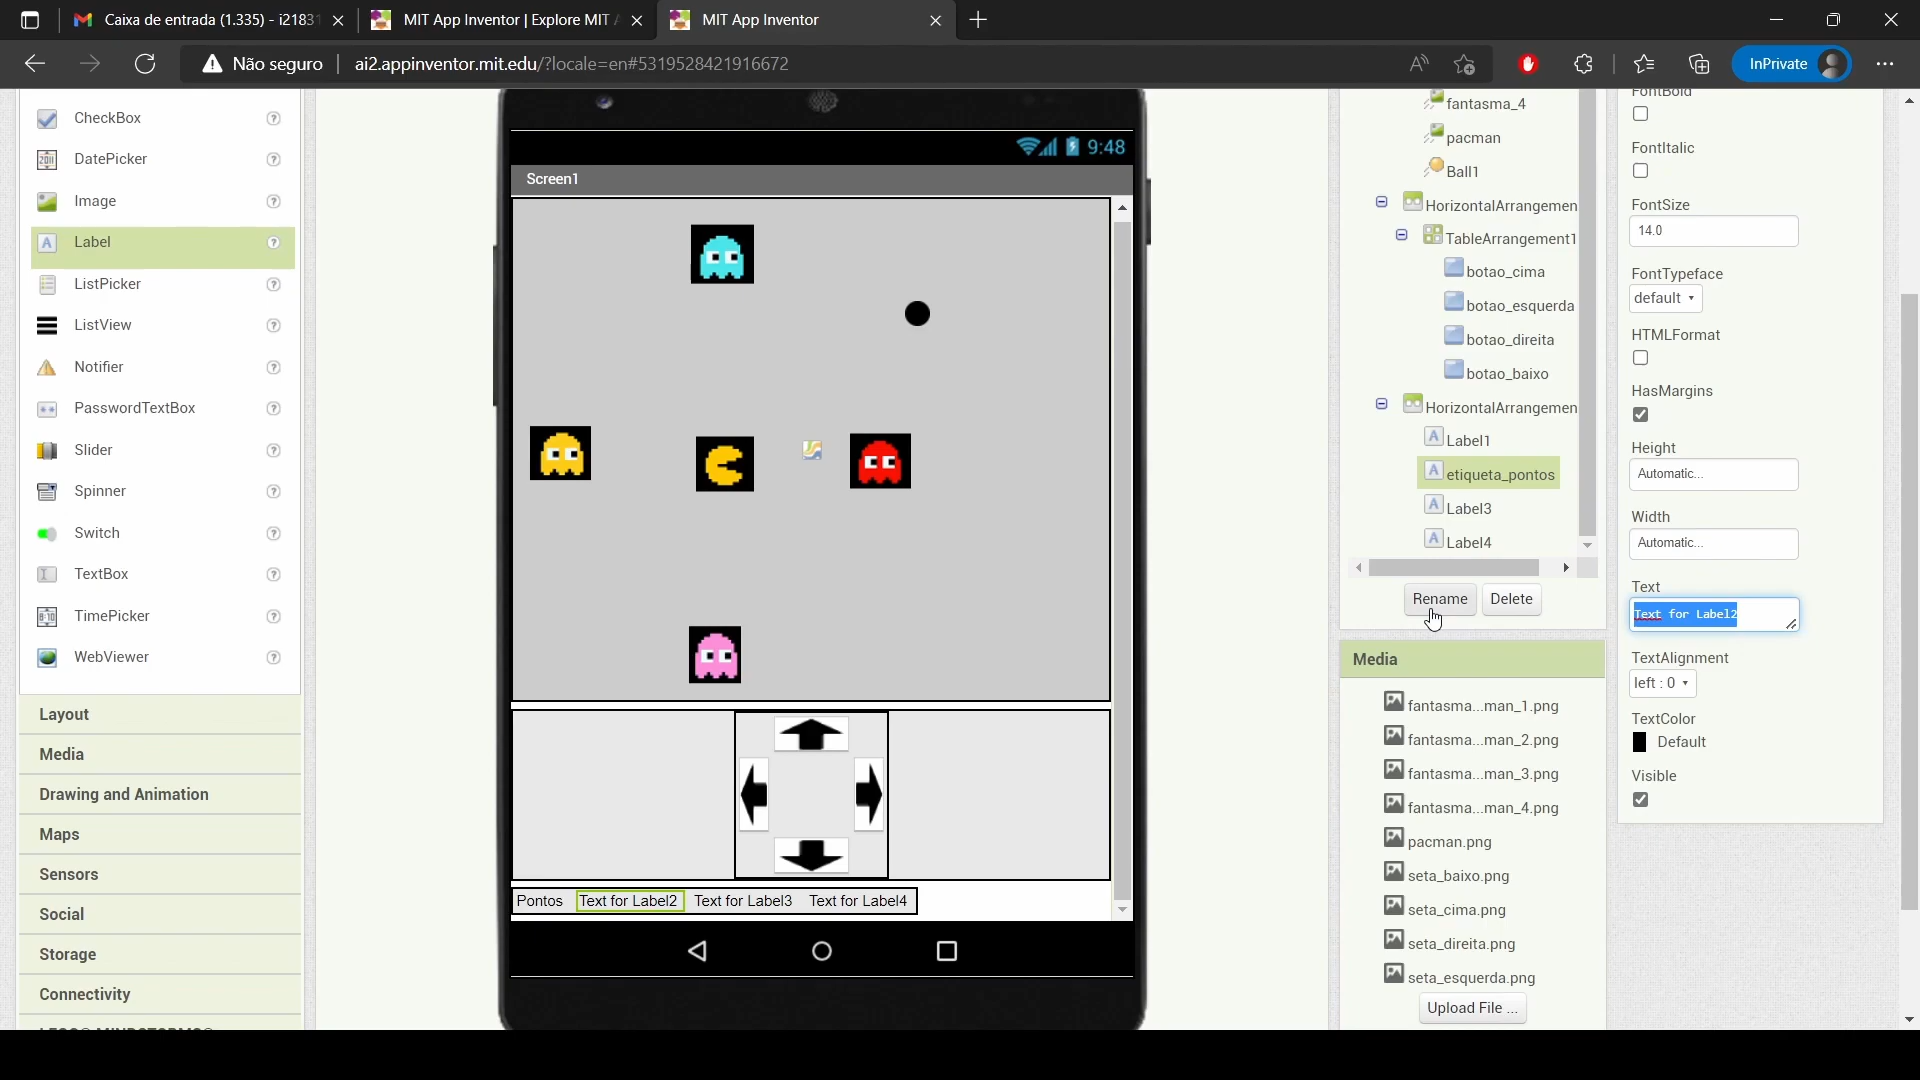 Caixa de entrada (1.335) - i2183
MIT App Inventor | Explore MIT
MIT App Inventor
Não seguro
ai2.appinventor.mit.edu/?locale=en#5319528421916672
InPrivate
CheckBox
DatePicker
Image
Label
ListPicker
ListView
Notifier
PasswordTextBox
Slider
Spinner
Switch
TextBox
TimePicker
WebViewer
Layout
Media
Drawing and Animation
Maps
Sensors
Social
Storage
Connectivity
9:48
Screen1
Pontos
Text for Label2
Text for Label3
Text for Label4
fantasma_4
pacman
Ball1
HorizontalArrangemen
TableArrangement1
botao_cima
botao_esquerda
botao_direita
botao_baixo
HorizontalArrangemen
Label1
etiqueta_pontos
Label3
Label4
Rename
Delete
Media
fantasma...man_1.png
fantasma...man_2.png
fantasma...man_3.png
fantasma...man_4.png
pacman.png
seta_baixo.png
seta_cima.png
seta_direita.png
seta_esquerda.png
Upload File ...
FontBold
FontItalic
FontSize
14.0
FontTypeface
default
HTMLFormat
HasMargins
Height
Automatic...
Width
Automatic...
Text
Text for Label2
TextAlignment
left : 0
TextColor
Default
Visible